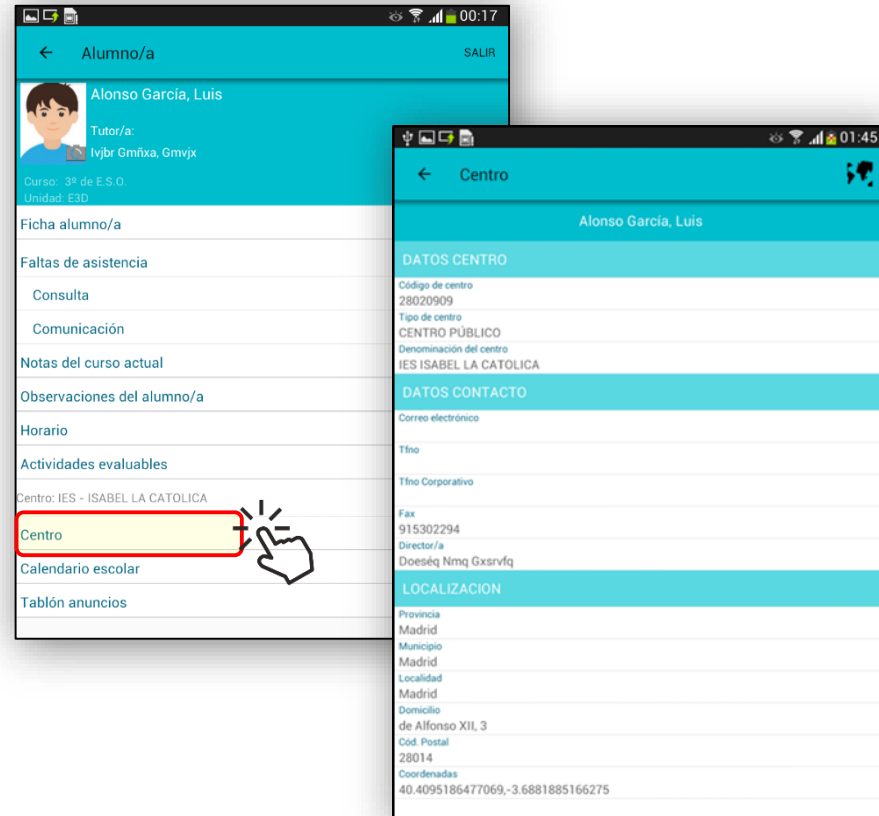 00:17
Alumno/a
SALIR
Alonso García, Luis
Tutor/a:
Ivjbr Gmñxa, Gmvjx
Curso: 3º de E.S.O.
Unidad: E3D
Ficha alumno/a
Faltas de asistencia
Consulta
Comunicación
Notas del curso actual
Observaciones del alumno/a
Horario
Actividades evaluables
Centro: IES - ISABEL LA CATOLICA
Centro
Calendario escolar
Tablón anuncios
01:45
Centro
Alonso García, Luis
DATOS CENTRO
Código de centro
28020909
Tipo de centro
CENTRO PÚBLICO
Denominación del centro
IES ISABEL LA CATOLICA
DATOS CONTACTO
Correo electrónico
Tfno
Tfno Corporativo
Fax
915302294
Director/a
Doeséq Nmq Gxsrvfq
LOCALIZACION
Provincia
Madrid
Municipio
Madrid
Localidad
Madrid
Domicilio
de Alfonso XII, 3
Cód. Postal
28014
Coordenadas
40.4095186477069,-3.6881885166275